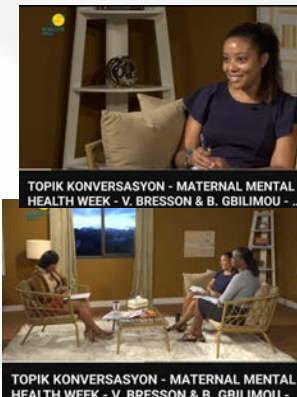 TOPIK KONVERSASYON - MATERNAL MENTAL
HEALTH WEEK - V. BRESSON & B. GBILIMOU - ..
TOPIK KONVERSASYON - MATERNAL MENTAL
HEALTH WEEK - V. BRESSON & B. GBILIMOU -